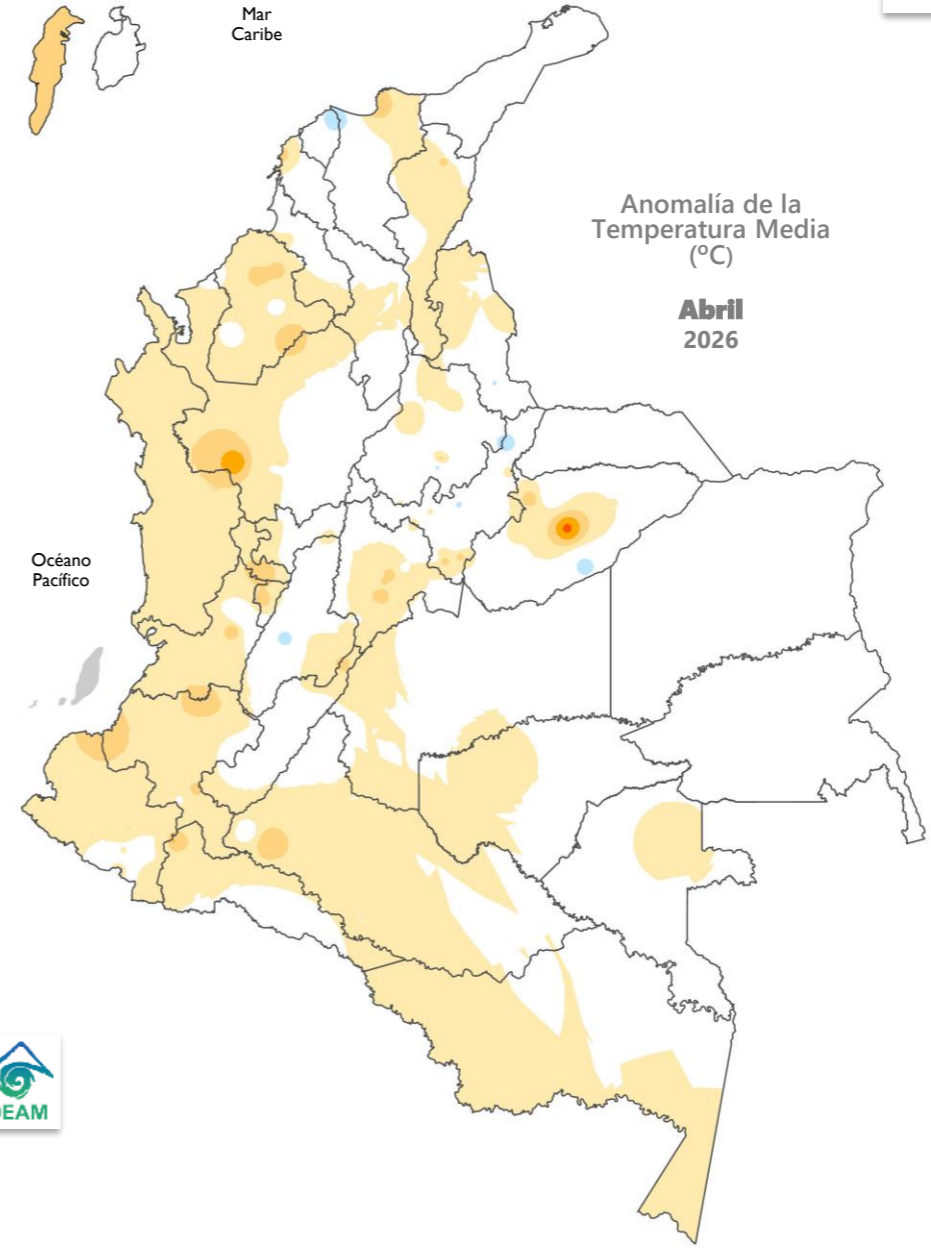 Mar
Caribe
Anomalía de la
Temperatura Media
(ºC)
Abril
2026
Océano
Pacífico
DEAM